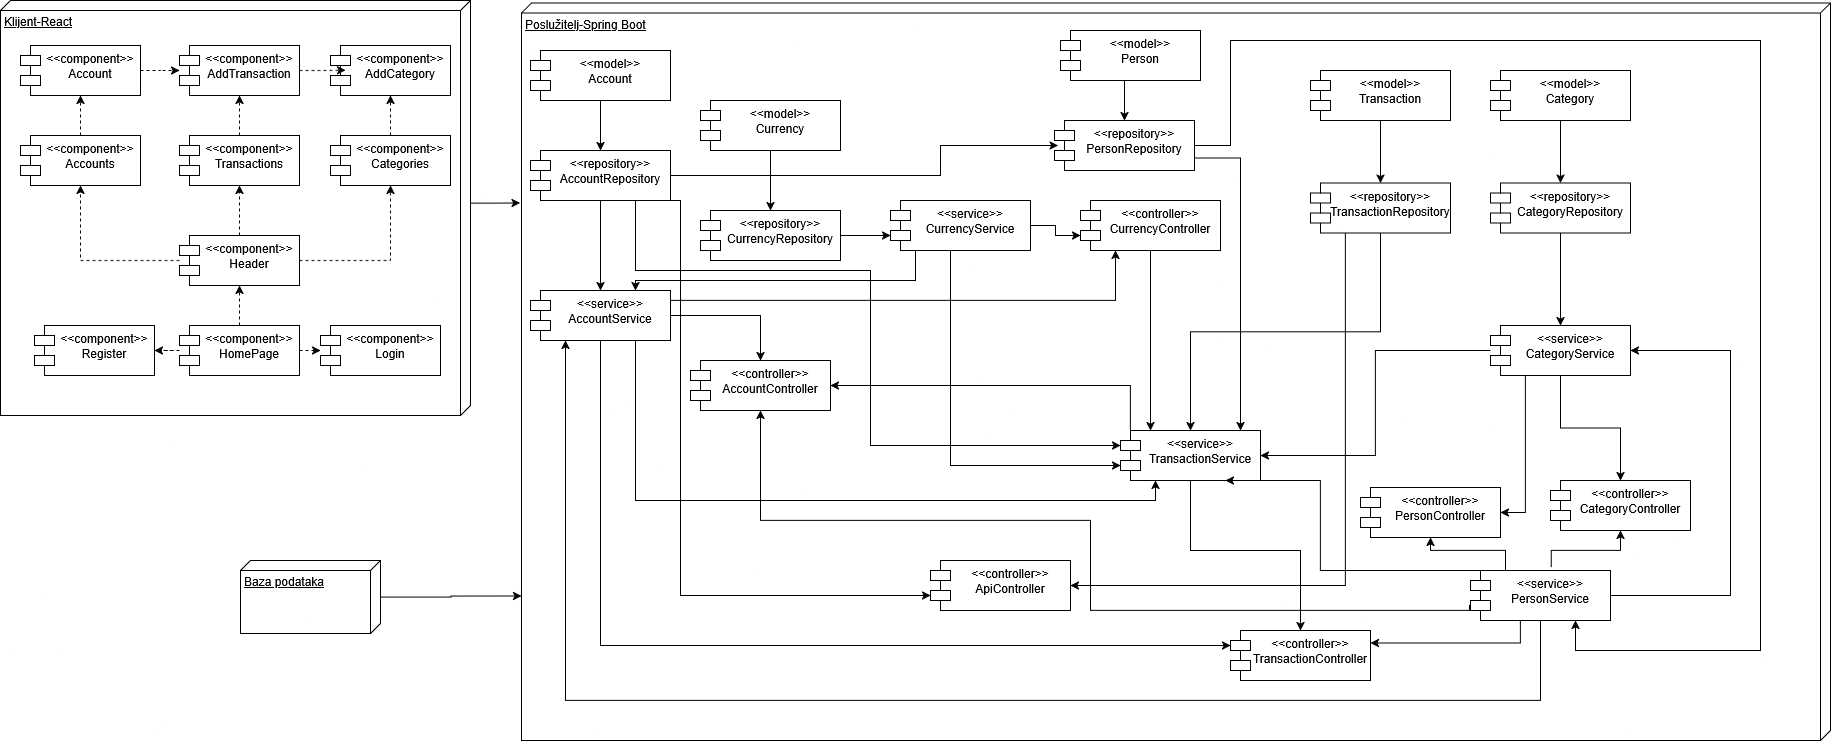 Klijent-React
<<component>>
Account
<<component>>
AddTransaction
<<component>>
AddCategory
<<component>>
Accounts
<<component>>
Transactions
<<component>>
Categories
<<component>>
Header
<<component>>
Register
<<component>>
HomePage
<<component>>
Login
Baza podataka
Poslužitelj-Spring Boot
<<model>>
Account
<<model>>
Currency
<<model>>
Person
<<model>>
Transaction
<<model>>
Category
<<repository>>
AccountRepository
<<repository>>
PersonRepository
<<repository>>
CurrencyRepository
<<service>>
CurrencyService
<<controller>>
CurrencyController
<<repository>>
TransactionRepository
<<repository>>
CategoryRepository
<<service>>
AccountService
<<controller>>
AccountController
<<service>>
CategoryService
<<service>>
TransactionService
<<controller>>
PersonController
<<controller>>
CategoryController
<<controller>>
ApiController
<<service>>
PersonService
<<controller>>
TransactionController